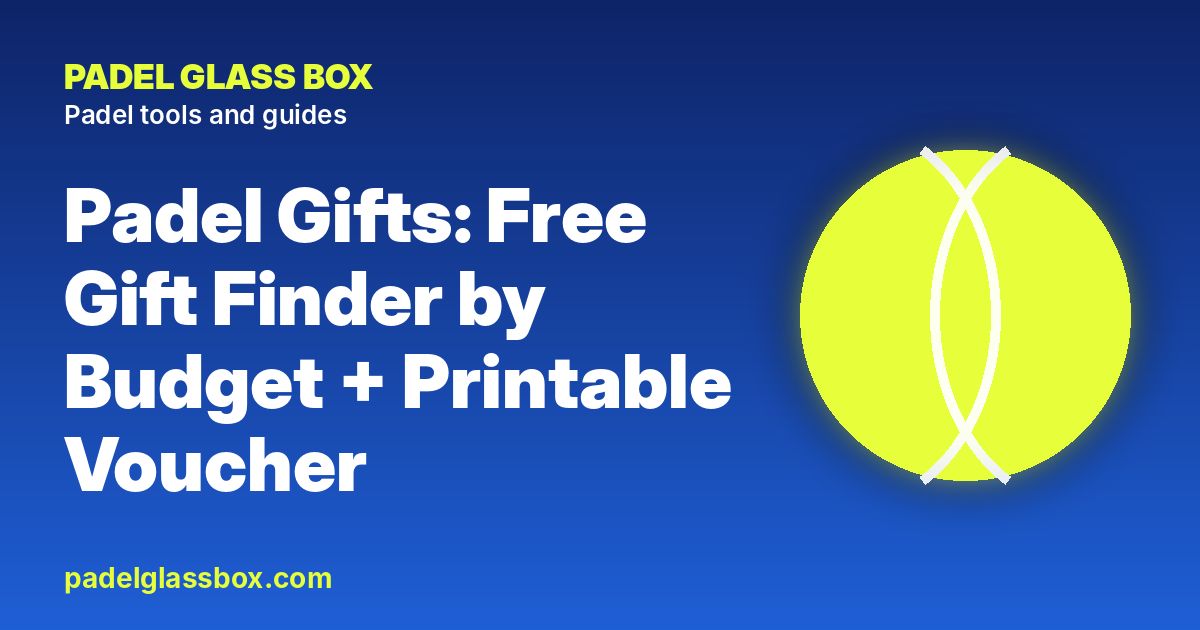 PADEL GLASS BOX
Padel tools and guides
Padel Gifts: Free
Gift Finder by
Budget + Printable
Voucher
padelglassbox.com